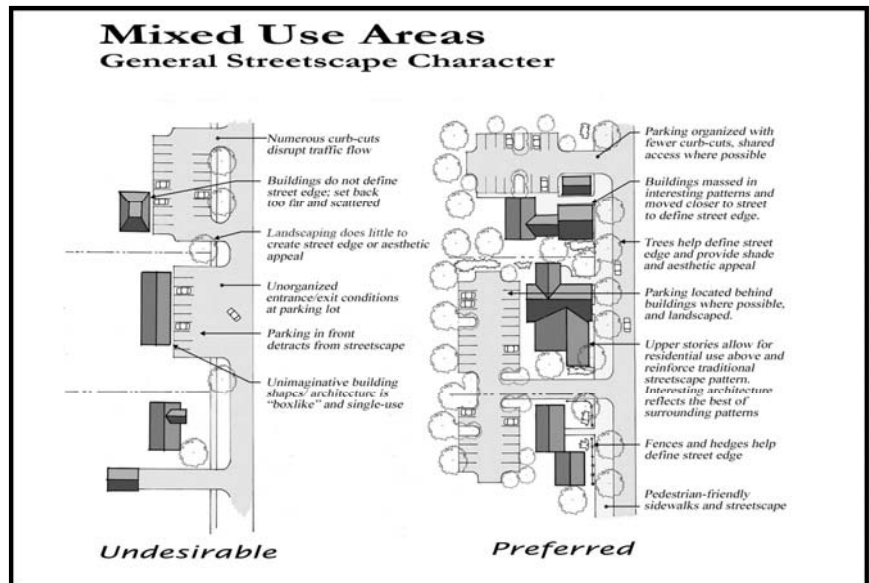 Mixed Use Areas
General Streetscape Character
Numerous curb-cuts
disrupt traffic flow
Buildings do not define
street edge; set back
too far and scattered
Landscaping does little to
create street edge or aesthetic
appeal
Unorganized
entrance/exit conditions
at parking lot
Parking in front
detracts from streetscape
Unimaginative building
shapes/ architecture is
"boxlike" and single-use
Undesirable
Parking organized with
fewer curb-cuts, shared
access where possible
Buildings massed in
interesting patterns and
moved closer to street
to define street edge.
Trees help define street
edge and provide shade
and aesthetic appeal
Parking located behind
buildings where possible,
and landscaped.
Upper stories allow for
residential use above and
reinforce traditional
streetscape pattern.
Interesting architecture
reflects the best of
surrounding patterns
Fences and hedges help
define street edge
Pedestrian-friendly
sidewalks and streetscape
Preferred